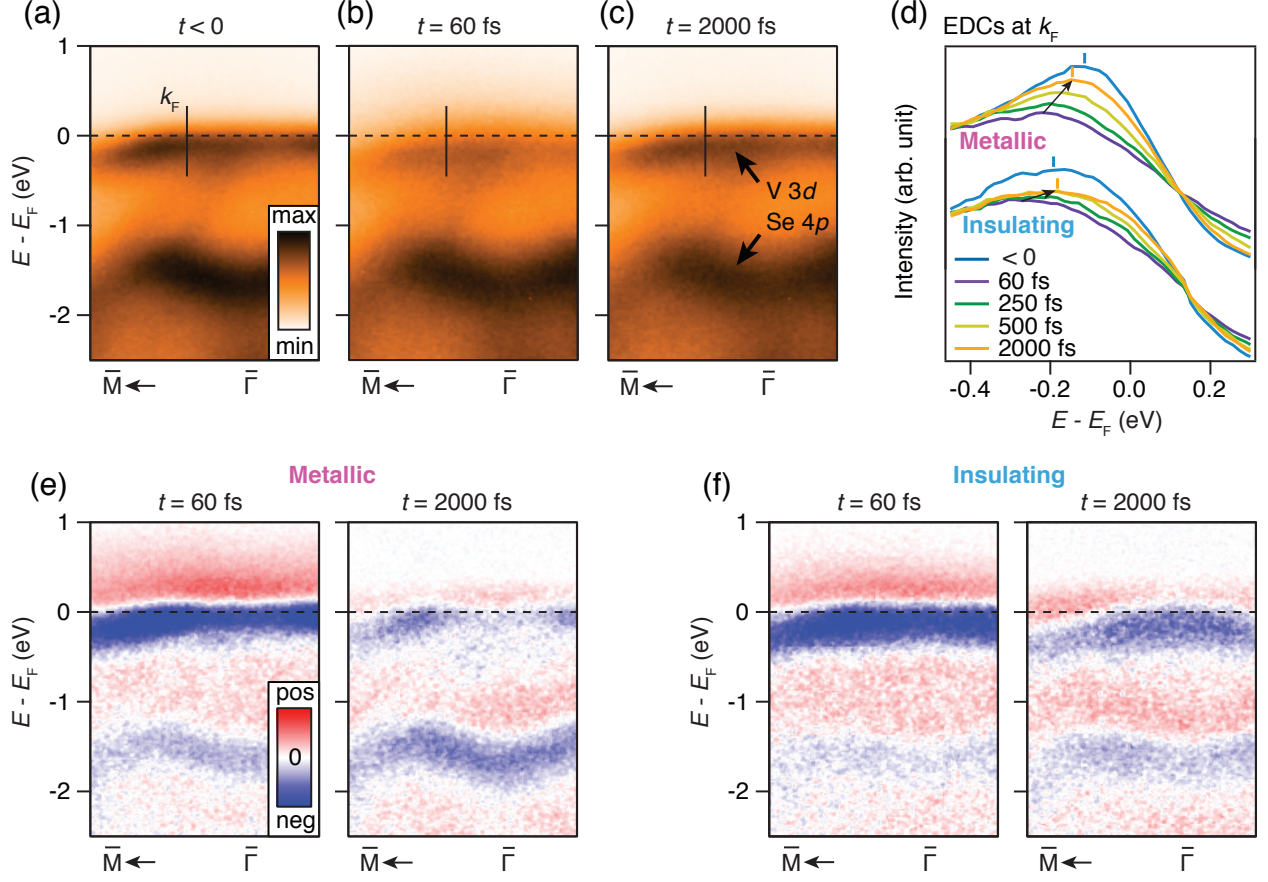 (a)
t < 0
(b)
t = 60 fs
(c)
t = 2000 fs
(d)
EDCs at kF
1
0
-1
-2
E - EF (eV)
kF
max
min
V 3d
Se 4p
M̄ ←
Γ̄
M̄ ←
Γ̄
M̄ ←
Γ̄
Intensity (arb. unit)
Metallic
Insulating
< 0
60 fs
250 fs
500 fs
2000 fs
-0.4
-0.2
0.0
0.2
E - EF (eV)
(e)
Metallic
t = 60 fs
t = 2000 fs
1
0
-1
-2
E - EF (eV)
pos
0
neg
M̄ ←
Γ̄
M̄ ←
Γ̄
(f)
Insulating
t = 60 fs
t = 2000 fs
1
0
-1
-2
E - EF (eV)
M̄ ←
Γ̄
M̄ ←
Γ̄